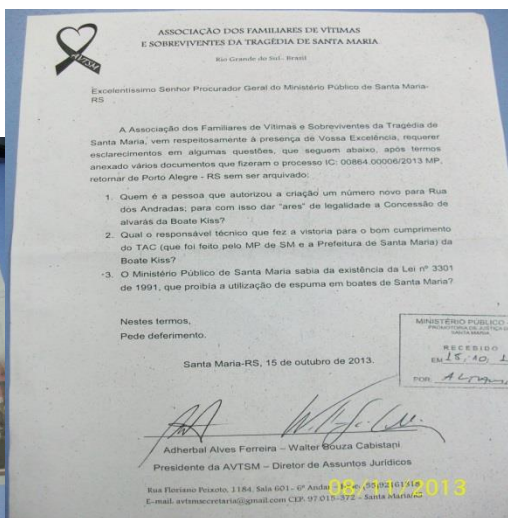 AVTSM
ASSOCIAÇÃO DOS FAMILIARES DE VÍTIMAS
E SOBREVIVENTES DA TRAGÉDIA DE SANTA MARIA.
Rio Grande do Sul - Brasil
Excelentíssimo Senhor Procurador Geral do Ministério Público de Santa Maria-
RS
A Associação dos Familiares de Vítimas e Sobreviventes da Tragédia de
Santa Maria, vem respeitosamente à presença de Vossa Excelência, requerer
esclarecimentos em algumas questões, que seguem abaixo, após termos
anexado vários documentos que fizeram o processo IC: 00864.00006/2013 MP,
retornar de Porto Alegre - RS sem ser arquivado:
1. Quem é a pessoa que autorizou a criação um número novo para Rua
dos Andradas; para com isso dar "ares" de legalidade a Concessão de
alvarás da Boate Kiss?
2. Qual o responsável técnico que fez a vistoria para o bom cumprimento
do TAC (que foi feito pelo MP de SM e a Prefeitura de Santa Maria) da
Boate Kiss?
3. O Ministério Público de Santa Maria sabia da existência da Lei nº 3301
de 1991, que proibia a utilização de espuma em boates de Santa Maria?
Nestes termos,
Pede deferimento.
MINISTÉRIO PÚBLICO
PROMOTORIA DE JUSTIÇA
SANTA MARIA
RECEBIDO
EM 15, 10, 1
POR
Santa Maria-RS, 15 de outubro de 2013.
Adherbal Alves Ferreira – Walter Souza Cabistani
Presidente da AVTSM – Diretor de Assuntos Jurídicos
Rua Floriano Peixoto, 1184, Sala 601 - 6º Andar
E-mail. avtsmsecretaria@gmail.com CEP. 97.015-372 – Santa Maria
08/11/2013